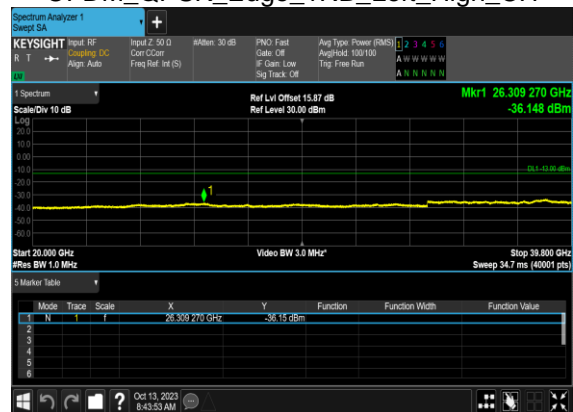 Spectrum Analyzer 1
Swept SA
KEYSIGHT Input: RF Input Z: 50 Ω #Atten: 30 dB PNO: Fast Avg Type: Power (RMS) 1 2 3 4 5 6
R T Coupling: DC Corr CCorr Gate: Off Avg|Hold: 100/100 A W W W W W
Align: Auto Freq Ref: Int (S) IF Gain: Low Trig: Free Run
LU Sig Track: Off A N N N N N
1 Spectrum Ref Lvl Offset 15.87 dB Mkr1 26.309 270 GHz
Scale/Div 10 dB Ref Level 30.00 dBm -36.148 dBm
Log
20.0
10.0
0.00
-10.0 DL1 -13.00 dBm
-20.0
-30.0 1
-40.0
-50.0
-60.0
Start 20.000 GHz Video BW 3.0 MHz* Stop 39.800 GHz
#Res BW 1.0 MHz Sweep 34.7 ms (40001 pts)
5 Marker Table
Mode Trace Scale X Y Function Function Width Function Value
1 N 1 f 26.309 270 GHz -36.15 dBm
2
3
4
5
6
? Oct 13, 2023
8:43:53 AM